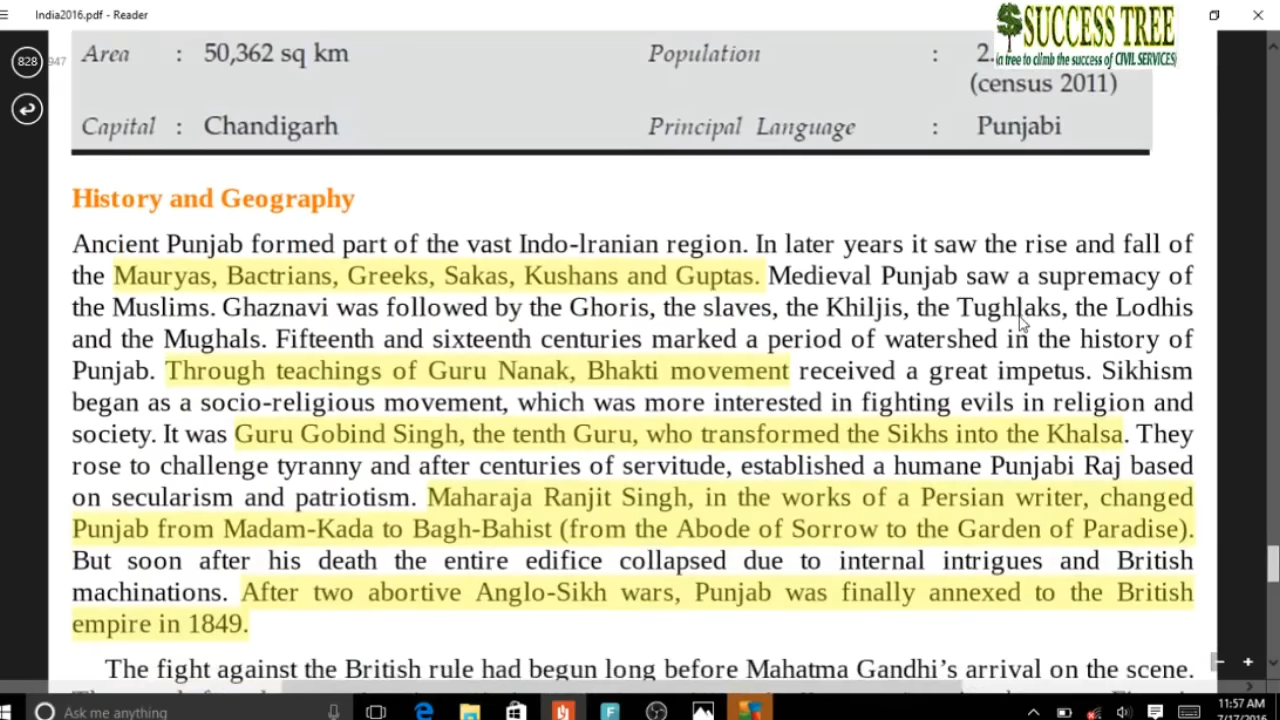 India2016.pdf - Reader
SUCCESS TREE
(a tree to climb the success of CIVIL SERVICES)
828
947
Area : 50,362 sq km Population : 2.
(census 2011)
Capital : Chandigarh Principal Language : Punjabi
History and Geography
Ancient Punjab formed part of the vast Indo-lranian region. In later years it saw the rise and fall of
the Mauryas, Bactrians, Greeks, Sakas, Kushans and Guptas. Medieval Punjab saw a supremacy of
the Muslims. Ghaznavi was followed by the Ghoris, the slaves, the Khiljis, the Tughlaks, the Lodhis
and the Mughals. Fifteenth and sixteenth centuries marked a period of watershed in the history of
Punjab. Through teachings of Guru Nanak, Bhakti movement received a great impetus. Sikhism
began as a socio-religious movement, which was more interested in fighting evils in religion and
society. It was Guru Gobind Singh, the tenth Guru, who transformed the Sikhs into the Khalsa. They
rose to challenge tyranny and after centuries of servitude, established a humane Punjabi Raj based
on secularism and patriotism. Maharaja Ranjit Singh, in the works of a Persian writer, changed
Punjab from Madam-Kada to Bagh-Bahist (from the Abode of Sorrow to the Garden of Paradise).
But soon after his death the entire edifice collapsed due to internal intrigues and British
machinations. After two abortive Anglo-Sikh wars, Punjab was finally annexed to the British
empire in 1849.
The fight against the British rule had begun long before Mahatma Gandhi's arrival on the scene.
Ask me anything
11:57 AM